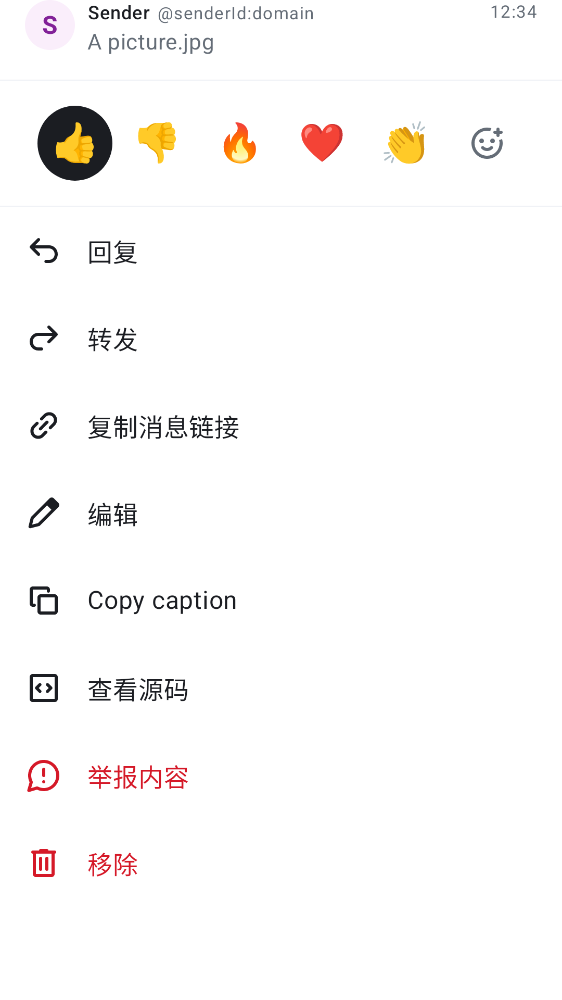 S
Sender @senderId:domain 12:34
A picture.jpg
回复
转发
复制消息链接
编辑
Copy caption
查看源码
举报内容
移除